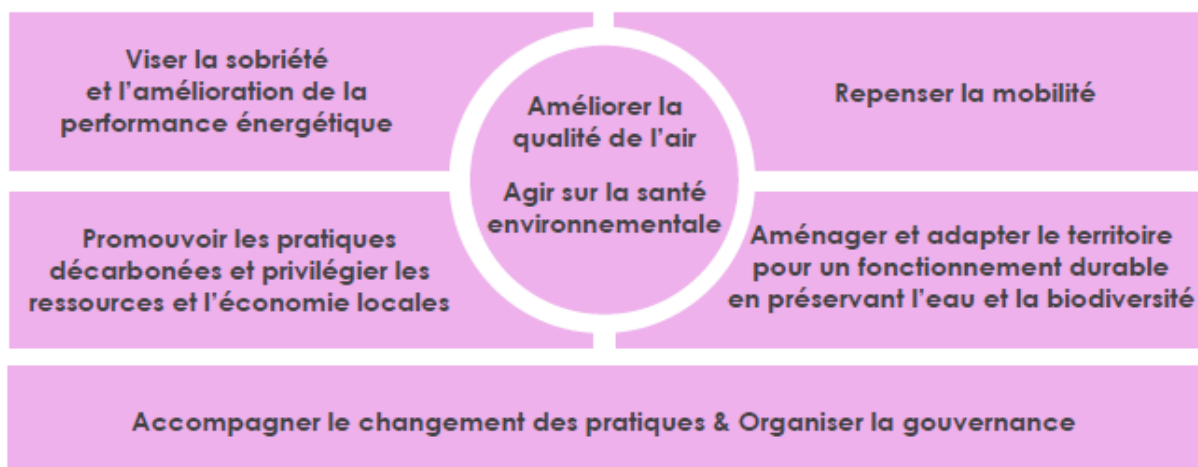 Viser la sobriété
et l'amélioration de la
performance énergétique
Améliorer la
qualité de l'air
Agir sur la santé
environnementale
Repenser la mobilité
Promouvoir les pratiques
décarbonées et privilégier les
ressources et l'économie locales
Aménager et adapter le territoire
pour un fonctionnement durable
en préservant l'eau et la biodiversité
Accompagner le changement des pratiques & Organiser la gouvernance